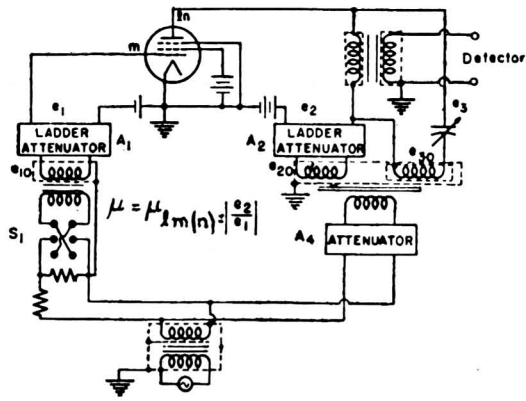 ln
m
Detector
e1
e2
e3
LADDER
ATTENUATOR
A1
A2
LADDER
ATTENUATOR
e10
e20
e30
μ = μlm(n) = |e2/e1|
S1
A4
ATTENUATOR